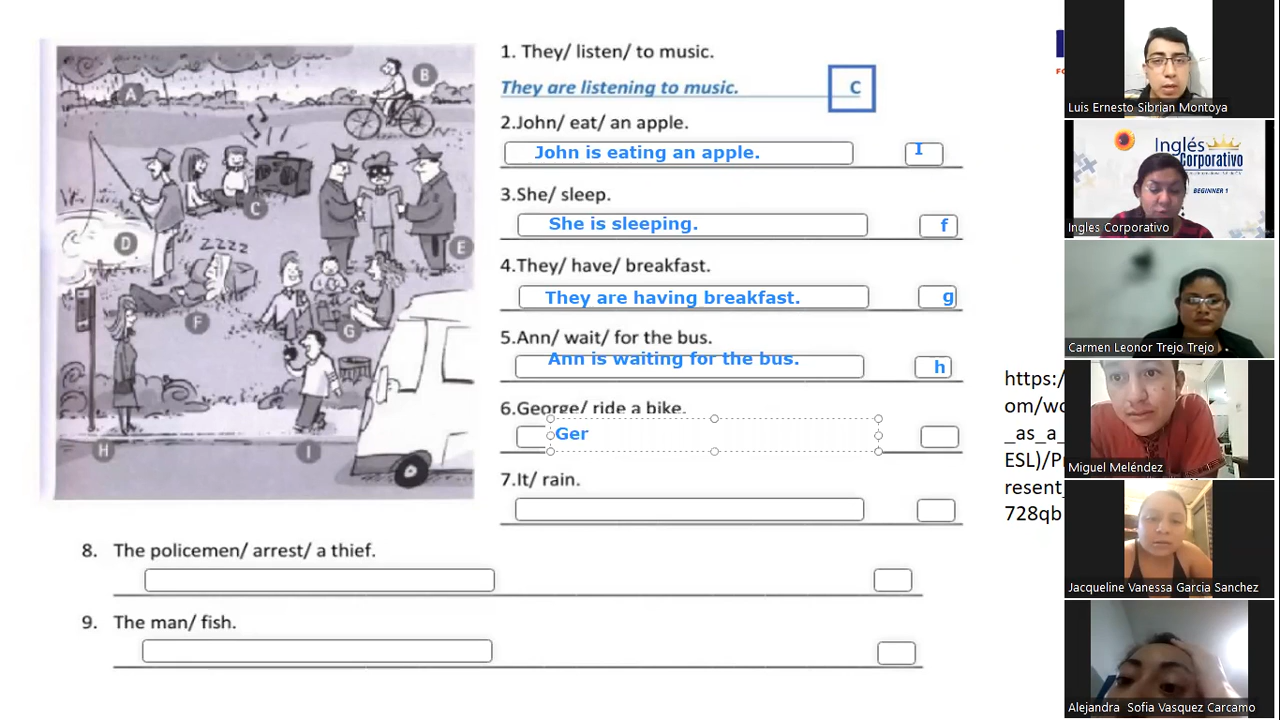 1. They/ listen/ to music.
They are listening to music.
C
2.John/ eat/ an apple.
John is eating an apple.
I
3.She/ sleep.
She is sleeping.
f
4.They/ have/ breakfast.
They are having breakfast.
g
5.Ann/ wait/ for the bus.
Ann is waiting for the bus.
h
6.George/ ride a bike.
Ger
7.It/ rain.
8. The policemen/ arrest/ a thief.
9. The man/ fish.
A
B
C
D
E
ZZZZ
F
G
H
I
https:/
om/wo
_as_a_
ESL)/Pr
resent_
728qb
Luis Ernesto Sibrian Montoya
Inglés
Corporativo
BEGINNER 1
Ingles Corporativo
Carmen Leonor Trejo Trejo
Miguel Meléndez
Jacqueline Vanessa Garcia Sanchez
Alejandra Sofia Vasquez Carcamo